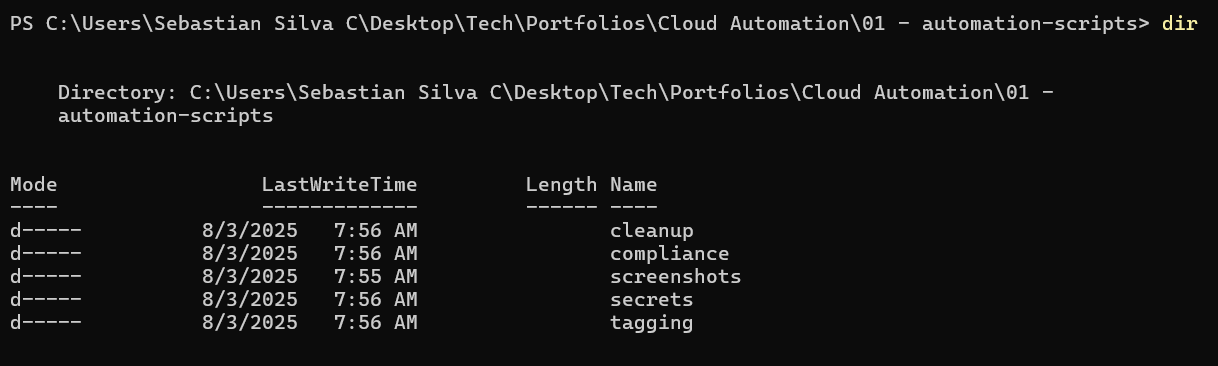 PS C:\Users\Sebastian Silva C\Desktop\Tech\Portfolios\Cloud Automation\01 - automation-scripts> dir
Directory: C:\Users\Sebastian Silva C\Desktop\Tech\Portfolios\Cloud Automation\01 -
automation-scripts
Mode                 LastWriteTime         Length Name
----                 -------------         ------ ----
d-----          8/3/2025   7:56 AM                cleanup
d-----          8/3/2025   7:56 AM                compliance
d-----          8/3/2025   7:55 AM                screenshots
d-----          8/3/2025   7:56 AM                secrets
d-----          8/3/2025   7:56 AM                tagging